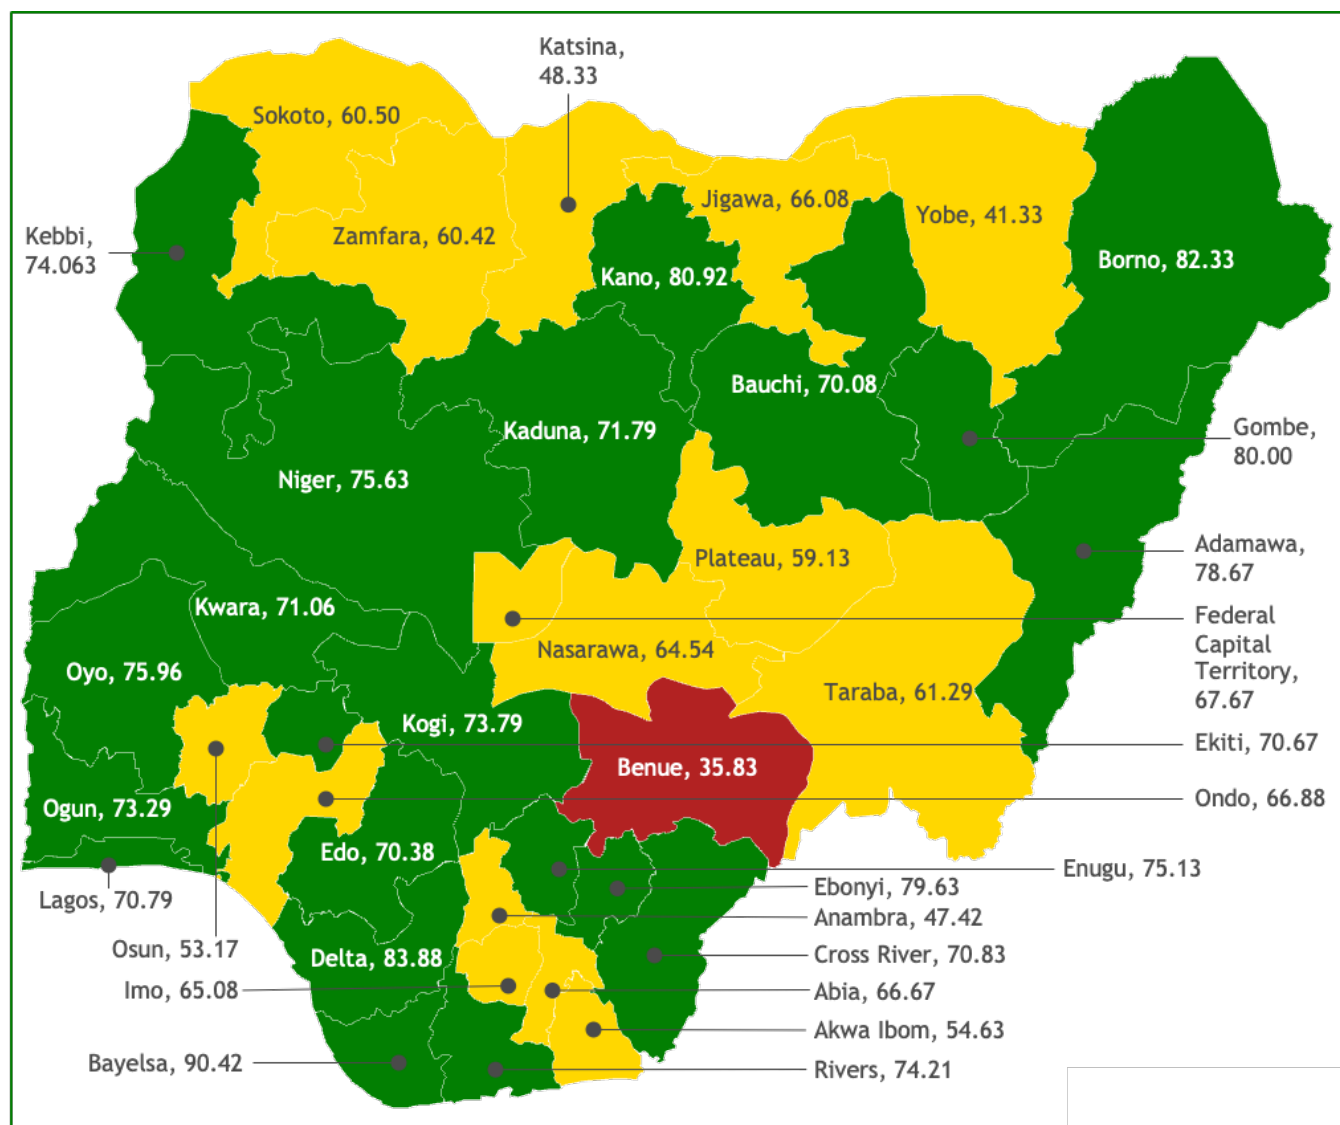 Katsina,
48.33
Sokoto, 60.50
Jigawa, 66.08
Yobe, 41.33
Zamfara, 60.42
Kebbi,
74.063
Borno, 82.33
Kano, 80.92
Bauchi, 70.08
Kaduna, 71.79
Gombe,
80.00
Niger, 75.63
Plateau, 59.13
Adamawa,
78.67
Kwara, 71.06
Federal
Capital
Territory,
67.67
Nasarawa, 64.54
Oyo, 75.96
Taraba, 61.29
Kogi, 73.79
Ekiti, 70.67
Benue, 35.83
Ondo, 66.88
Ogun, 73.29
Edo, 70.38
Enugu, 75.13
Ebonyi, 79.63
Lagos, 70.79
Anambra, 47.42
Osun, 53.17
Delta, 83.88
Cross River, 70.83
Imo, 65.08
Abia, 66.67
Akwa Ibom, 54.63
Bayelsa, 90.42
Rivers, 74.21